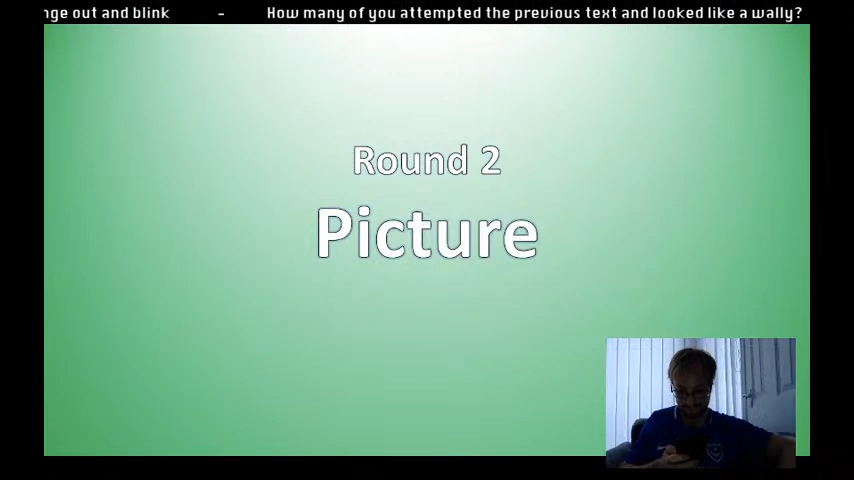 nge out and blink - How many of you attempted the previous text and looked like a wally?
Round 2
Picture